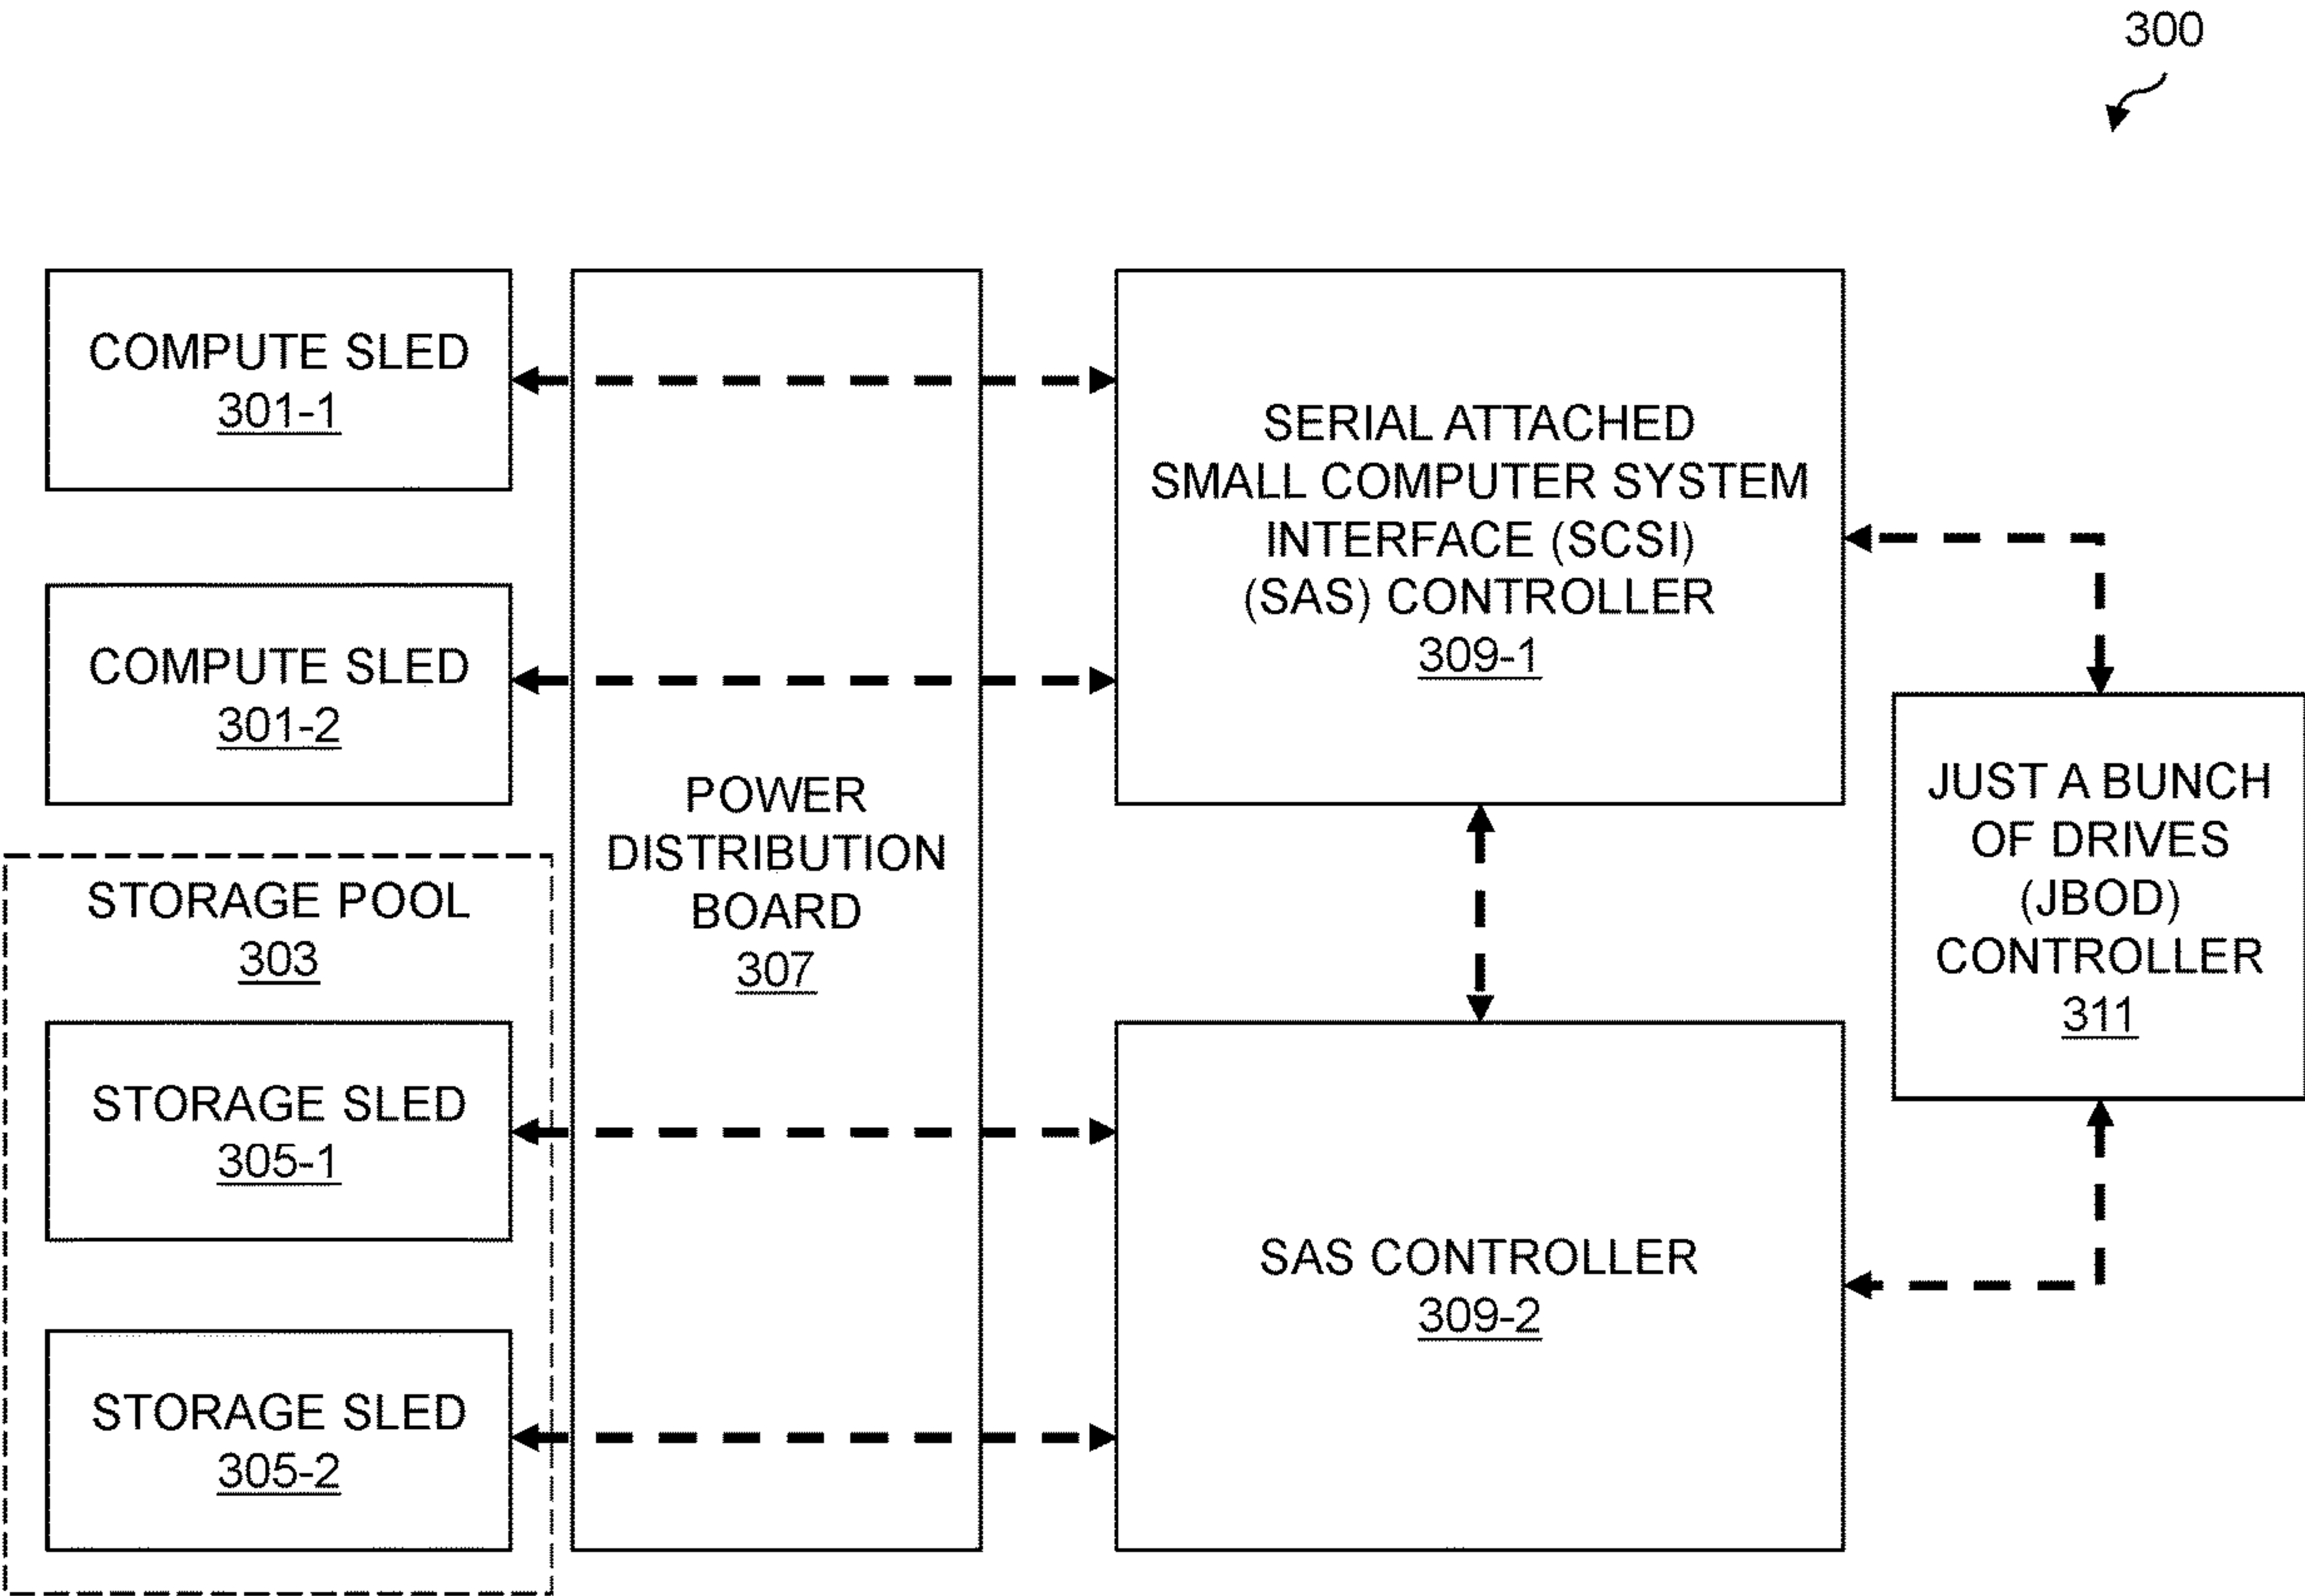 300
COMPUTE SLED
301-1
COMPUTE SLED
301-2
STORAGE POOL
303
STORAGE SLED
305-1
STORAGE SLED
305-2
POWER
DISTRIBUTION
BOARD
307
SERIAL ATTACHED
SMALL COMPUTER SYSTEM
INTERFACE (SCSI)
(SAS) CONTROLLER
309-1
SAS CONTROLLER
309-2
JUST A BUNCH
OF DRIVES
(JBOD)
CONTROLLER
311